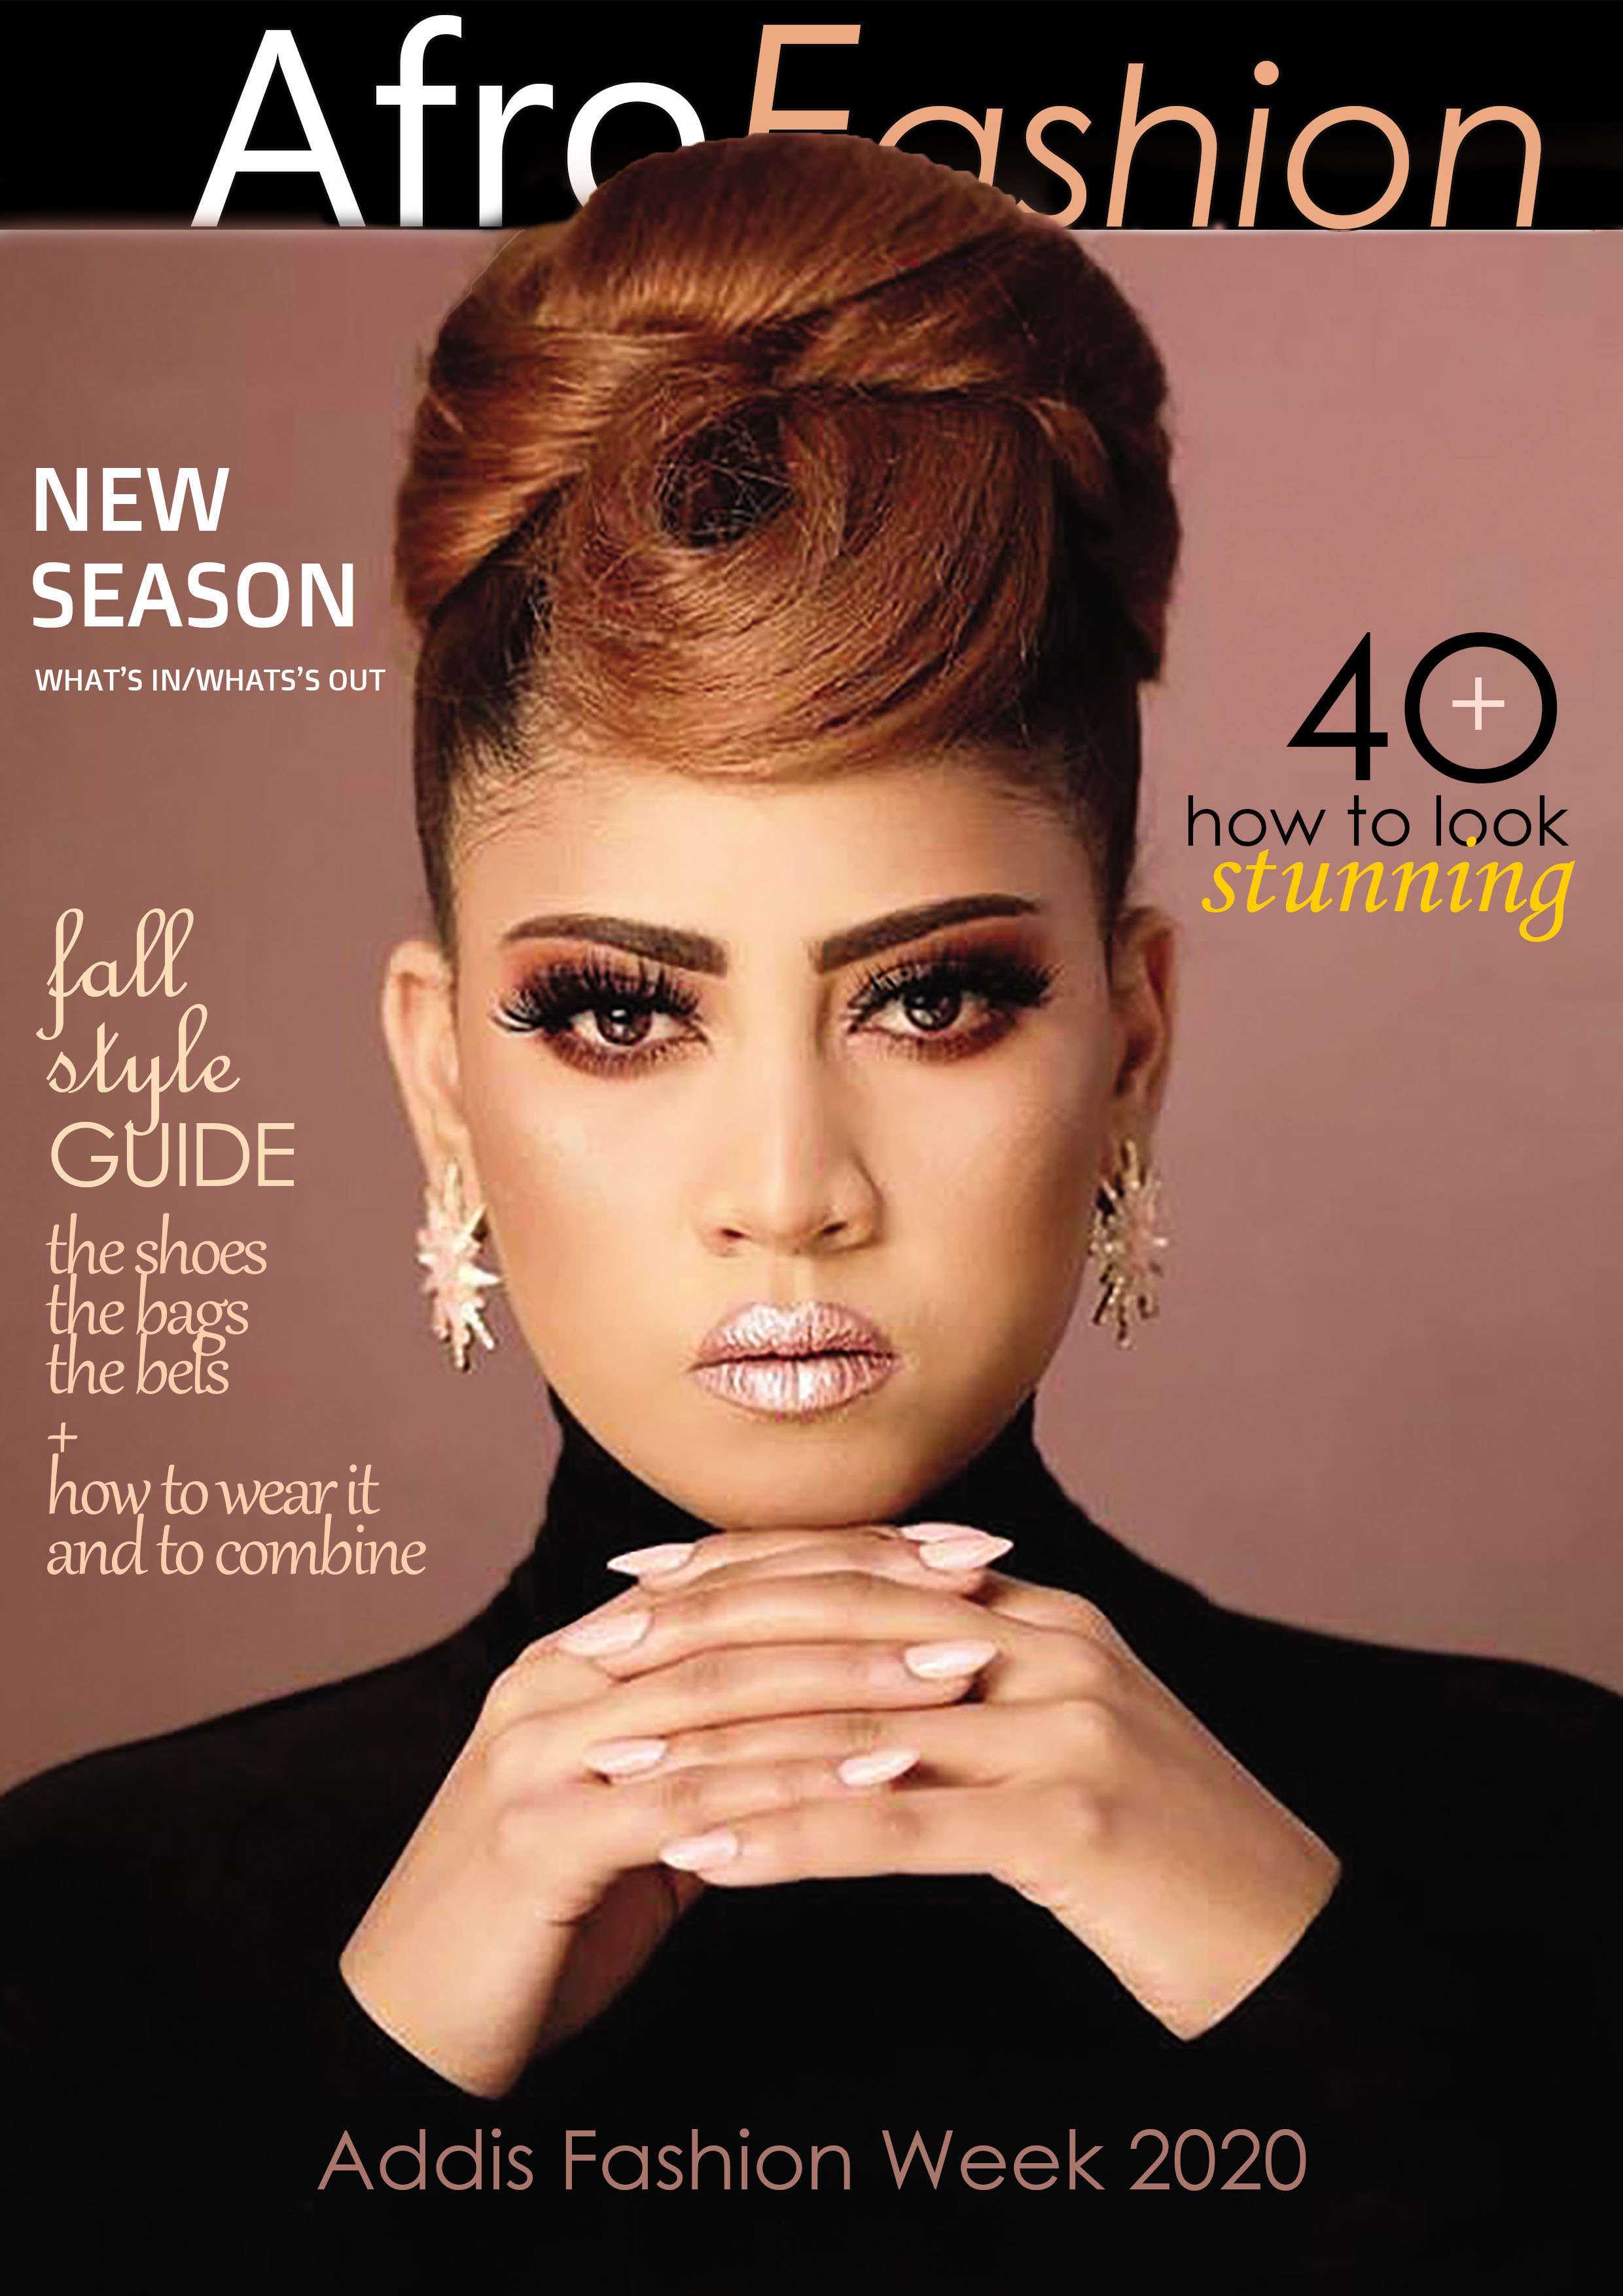 AfroFashion
NEW
SEASON
WHAT'S IN/WHATS'S OUT
40
+
how to look
stunning
fall
style
GUIDE
the shoes
the bags
the bels
+
how to wear it
and to combine
Addis Fashion Week 2020